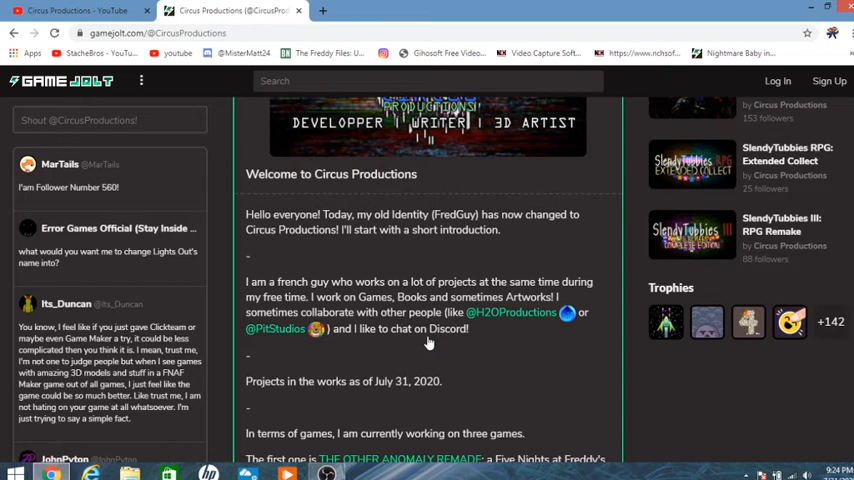 Circus Productions - YouTube
Circus Productions (@CircusProd
gamejolt.com/@CircusProductions
Apps
StacheBros - YouTu...
youtube
@MisterMatt24
The Freddy Files: U...
Gihosoft Free Video...
Video Capture Soft...
https://www.nchsof...
Nightmare Baby in...
GAMEJOLT
Search
Log In
Sign Up
Shout @CircusProductions!
MarTails @MarTails
I'am Follower Number 560!
Error Games Official (Stay Inside ...
what would you want me to change Lights Out's
name into?
Its_Duncan @Its_Duncan
You know, I feel like if you just gave Clickteam or
maybe even Game Maker a try, it could be less
complicated then you think it is. I mean, trust me,
I'm not one to judge people but when I see games
with amazing 3D models and stuff in a FNAF
Maker game out of all games, I just feel like the
game could be so much better. Like trust me, I
am not hating on your game at all whatsoever. I'm
just trying to say a simple fact.
JohnPyton @JohnPyton
PRODUCTIONS!
DEVELOPPER | WRITER | 3D ARTIST
Welcome to Circus Productions
Hello everyone! Today, my old Identity (FredGuy) has now changed to
Circus Productions! I'll start with a short introduction.
-
I am a french guy who works on a lot of projects at the same time during
my free time. I work on Games, Books and sometimes Artworks! I
sometimes collaborate with other people (like @H2OProductions or
@PitStudios ) and I like to chat on Discord!
-
Projects in the works as of July 31, 2020.
-
In terms of games, I am currently working on three games.
The first one is THE OTHER ANOMALY REMADE: a Five Nights at Freddy's
by Circus Productions
153 followers
SlendyTubbies RPG:
Extended Collect
by Circus Productions
25 followers
SlendyTubbies III:
RPG Remake
by Circus Productions
88 followers
Trophies
+142
9:24 PM